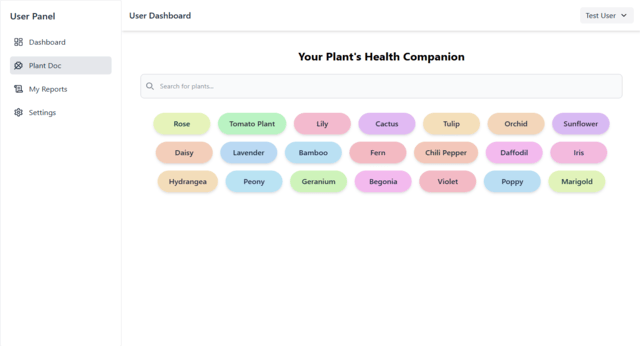 User Panel
User Dashboard
Test User
Dashboard
Plant Doc
My Reports
Settings
Your Plant's Health Companion
Search for plants...
Rose
Tomato Plant
Lily
Cactus
Tulip
Orchid
Sunflower
Daisy
Lavender
Bamboo
Fern
Chili Pepper
Daffodil
Iris
Hydrangea
Peony
Geranium
Begonia
Violet
Poppy
Marigold